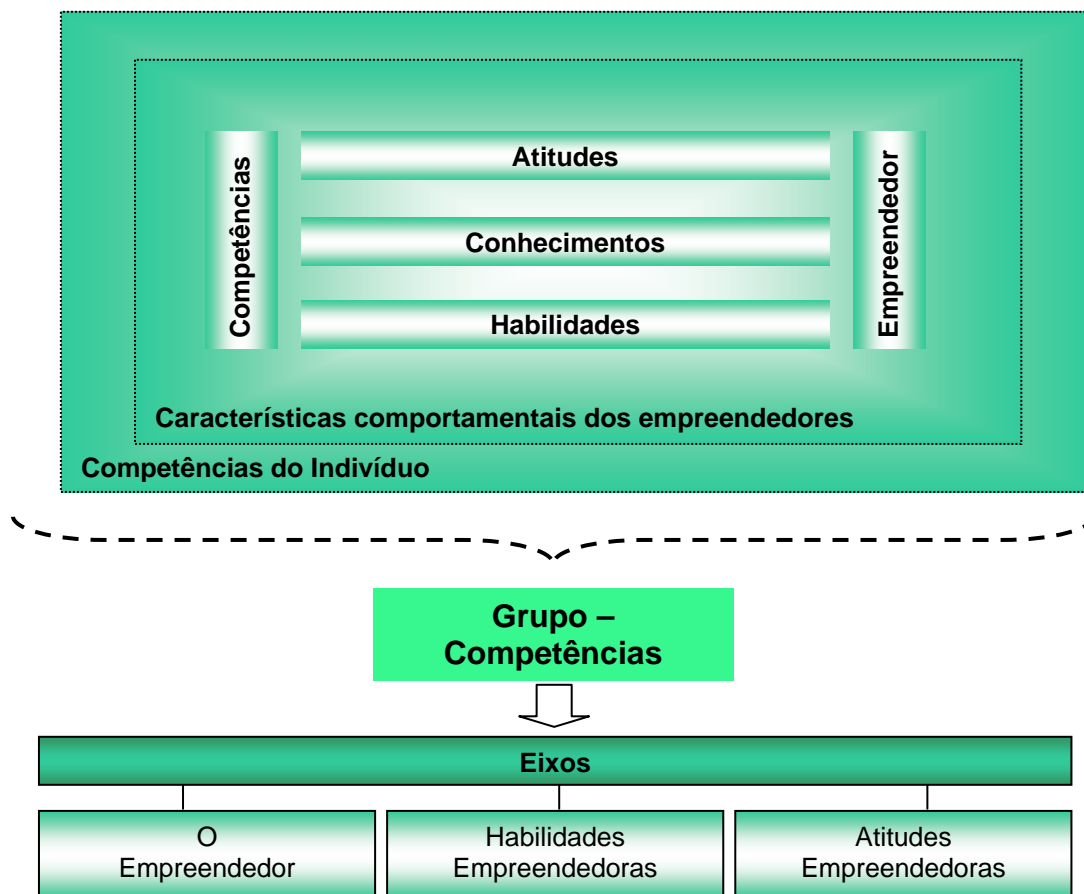 Competências
Atitudes
Conhecimentos
Habilidades
Empreendedor
Características comportamentais dos empreendedores
Competências do Indivíduo
Grupo –
Competências
Eixos
O
Empreendedor
Habilidades
Empreendedoras
Atitudes
Empreendedoras